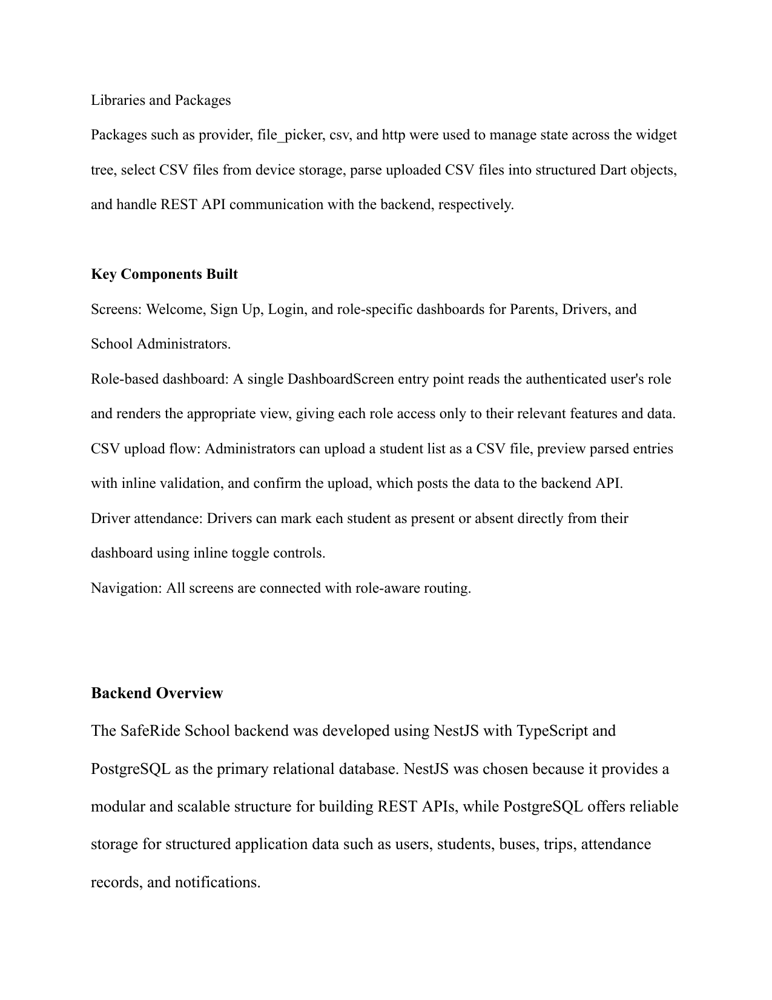 Libraries and Packages
Packages such as provider, file_picker, csv, and http were used to manage state across the widget
tree, select CSV files from device storage, parse uploaded CSV files into structured Dart objects,
and handle REST API communication with the backend, respectively.
Key Components Built
Screens: Welcome, Sign Up, Login, and role-specific dashboards for Parents, Drivers, and
School Administrators.
Role-based dashboard: A single DashboardScreen entry point reads the authenticated user's role
and renders the appropriate view, giving each role access only to their relevant features and data.
CSV upload flow: Administrators can upload a student list as a CSV file, preview parsed entries
with inline validation, and confirm the upload, which posts the data to the backend API.
Driver attendance: Drivers can mark each student as present or absent directly from their
dashboard using inline toggle controls.
Navigation: All screens are connected with role-aware routing.
Backend Overview
The SafeRide School backend was developed using NestJS with TypeScript and
PostgreSQL as the primary relational database. NestJS was chosen because it provides a
modular and scalable structure for building REST APIs, while PostgreSQL offers reliable
storage for structured application data such as users, students, buses, trips, attendance
records, and notifications.